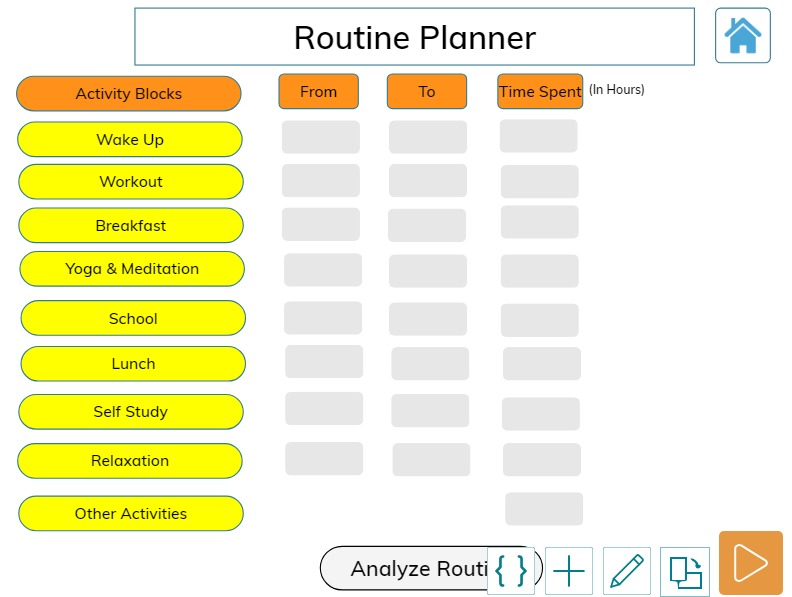 Routine Planner
Activity Blocks From To Time Spent (In Hours)
Wake Up
Workout
Breakfast
Yoga & Meditation
School
Lunch
Self Study
Relaxation
Other Activities
Analyze Routi